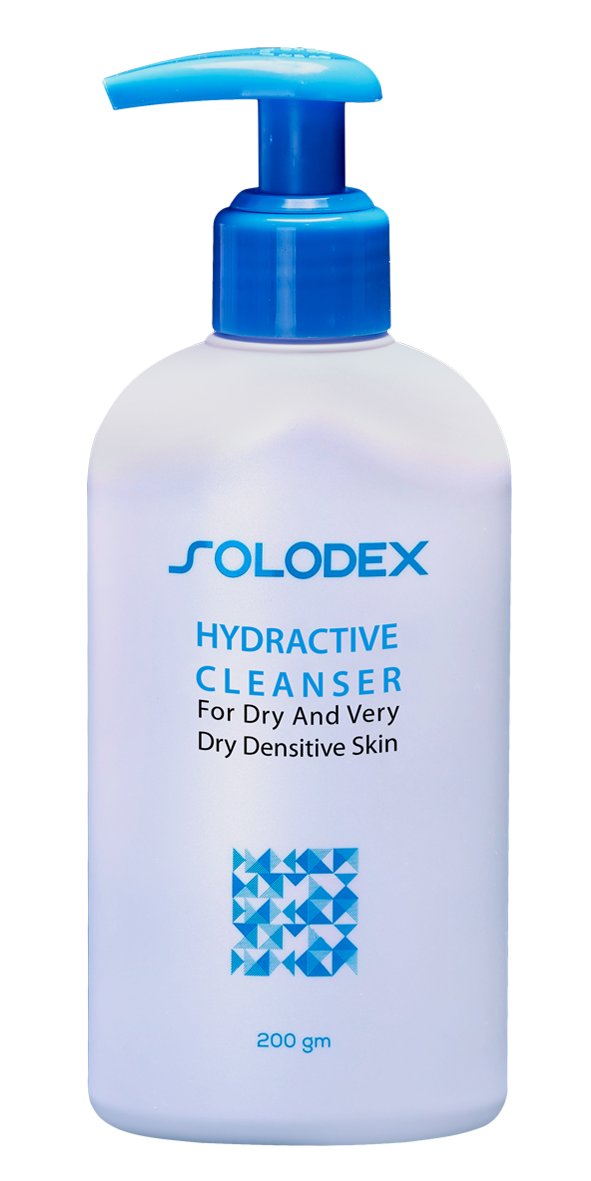 SOLODEX
HYDRACTIVE
CLEANSER
For Dry And Very
Dry Densitive Skin
200 gm